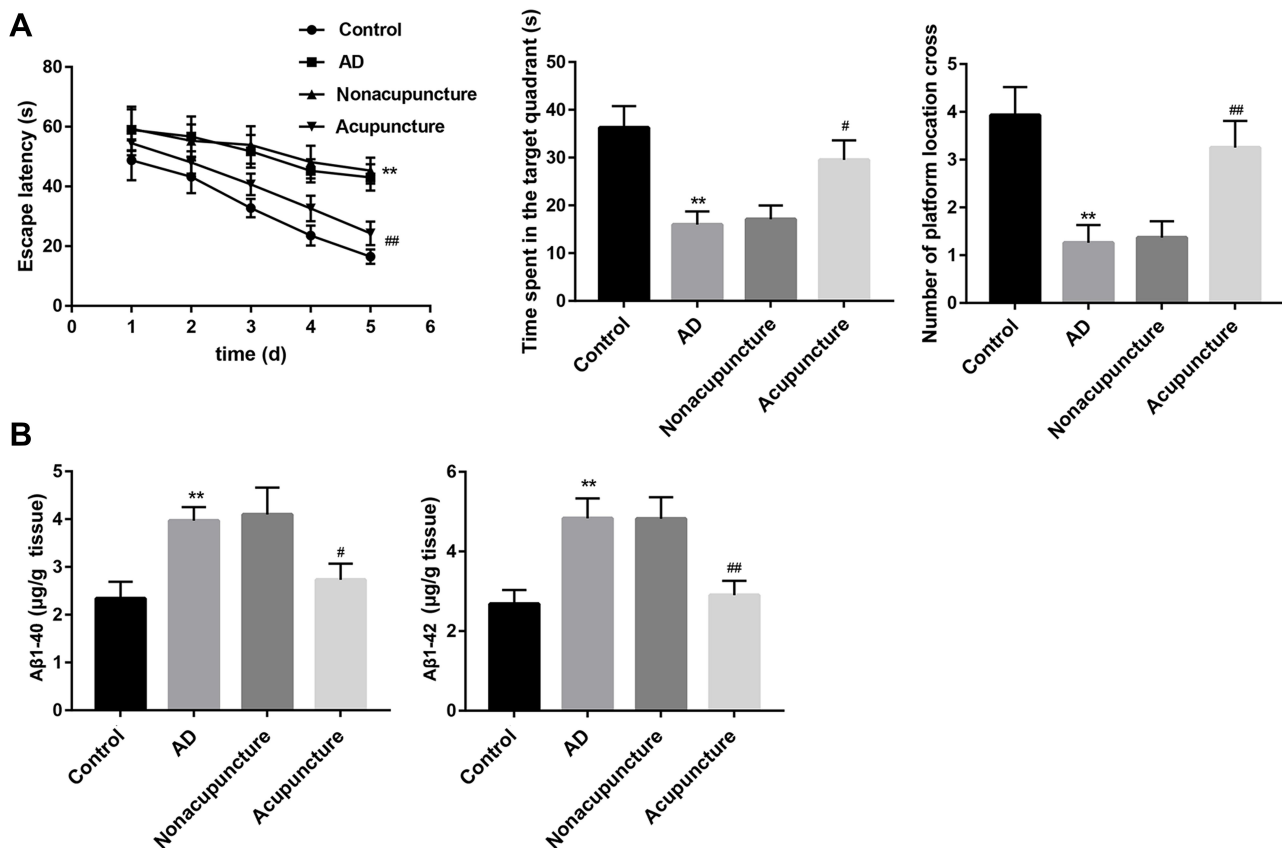 A
Control
AD
Nonacupuncture
Acupuncture
Escape latency (s)
80
60
40
20
0
0
1
2
3
4
5
6
time (d)
**
##
Time spent in the target quadrant (s)
50
40
30
20
10
0
**
#
Control
AD
Nonacupuncture
Acupuncture
Number of platform location cross
5
4
3
2
1
0
**
##
Control
AD
Nonacupuncture
Acupuncture
B
Aβ1-40 (µg/g tissue)
5
4
3
2
1
0
**
#
Control
AD
Nonacupuncture
Acupuncture
Aβ1-42 (µg/g tissue)
6
4
2
0
**
##
Control
AD
Nonacupuncture
Acupuncture